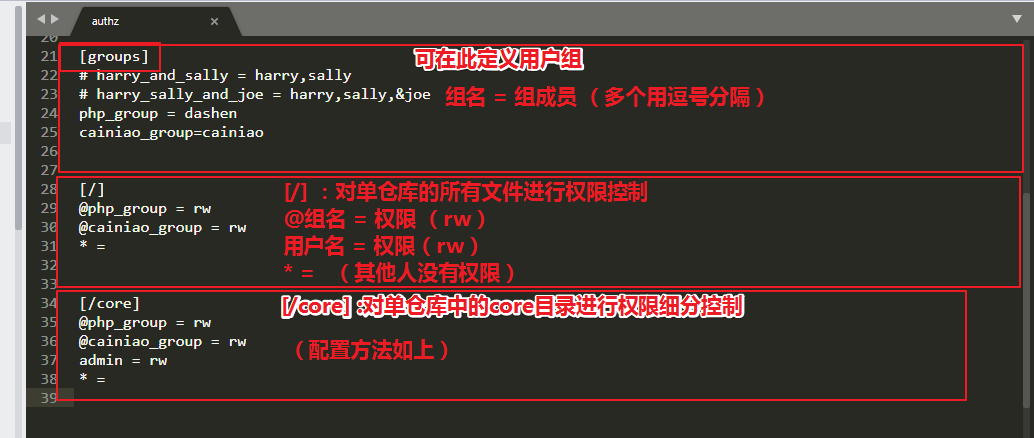 authz
×
20
21 [groups] 可在此定义用户组
22 # harry_and_sally = harry,sally
23 # harry_sally_and_joe = harry,sally,&joe 组名 = 组成员 （多个用逗号分隔）
24 php_group = dashen
25 cainiao_group=cainiao
26
27
28 [/] [/] ：对单仓库的所有文件进行权限控制
29 @php_group = rw @组名 = 权限 （rw）
30 @cainiao_group = rw 用户名 = 权限（rw）
31 * = * = （其他人没有权限）
32
33
34 [/core] [/core] :对单仓库中的core目录进行权限细分控制
35 @php_group = rw
36 @cainiao_group = rw （配置方法如上）
37 admin = rw
38 * =
39